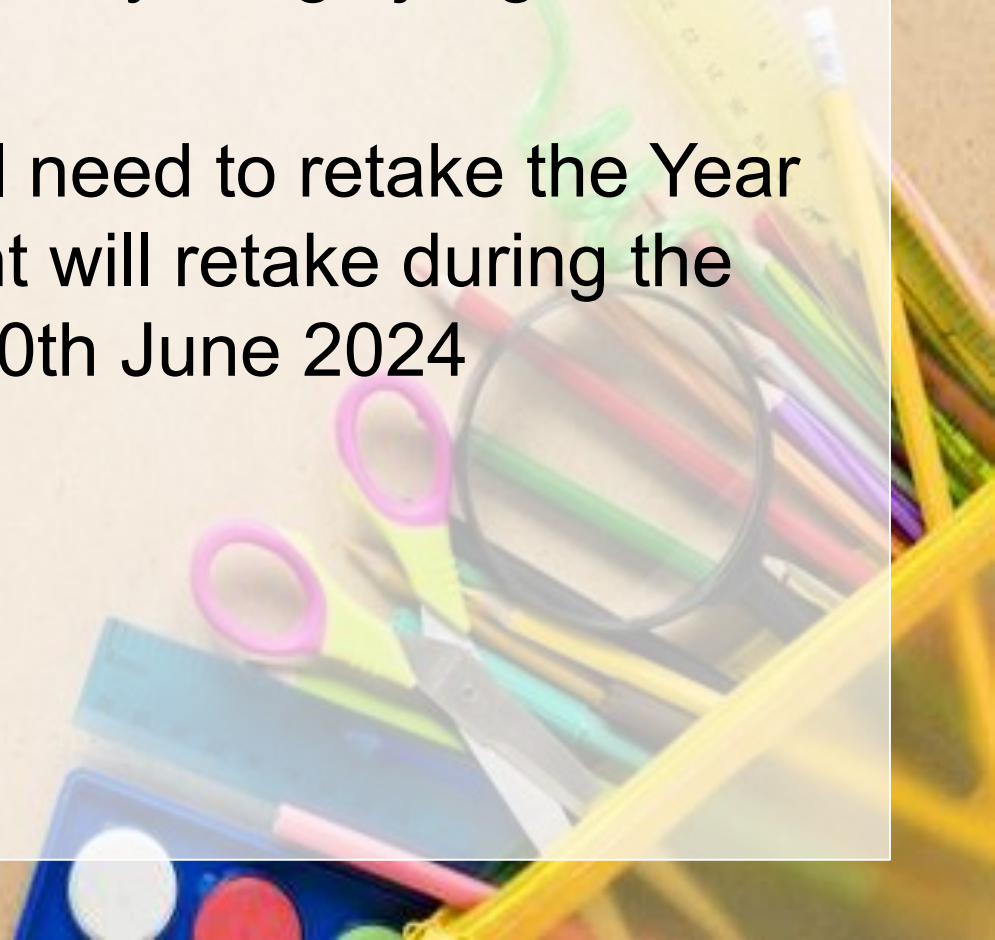 need to retake the Year
will retake during the
0th June 2024